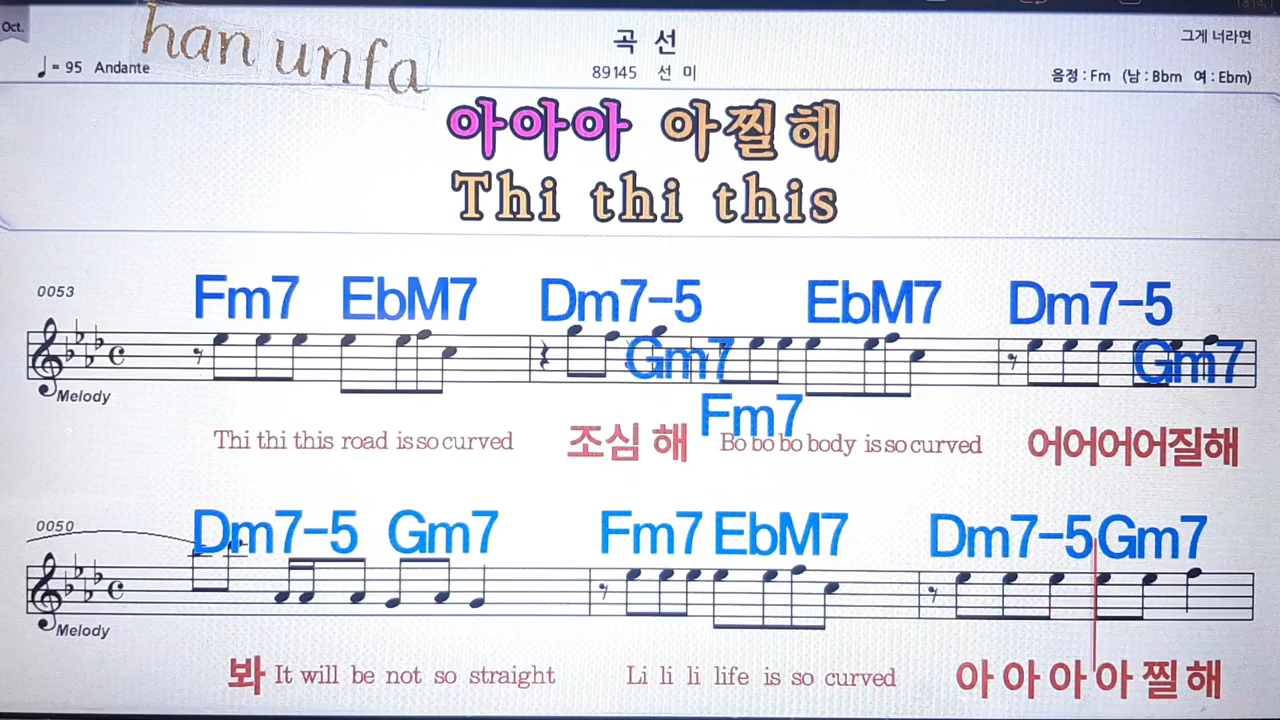 Oct.
han unfa
♩= 95 Andante
곡 선
89145 선 미
그게 너라면
음정 : Fm (남 : Bbm 여 : Ebm)
아아아 아찔해
Thi thi this
0053
Fm7 EbM7 Dm7-5 Gm7 Fm7 EbM7 Dm7-5 Gm7
Melody
Thi thi this road is so curved 조심 해 Bo bo bo body is so curved 어어어어질해
0050
Dm7-5 Gm7 Fm7 EbM7 Dm7-5 Gm7
Melody
봐 It will be not so straight Li li li life is so curved 아 아 아 아 찔 해